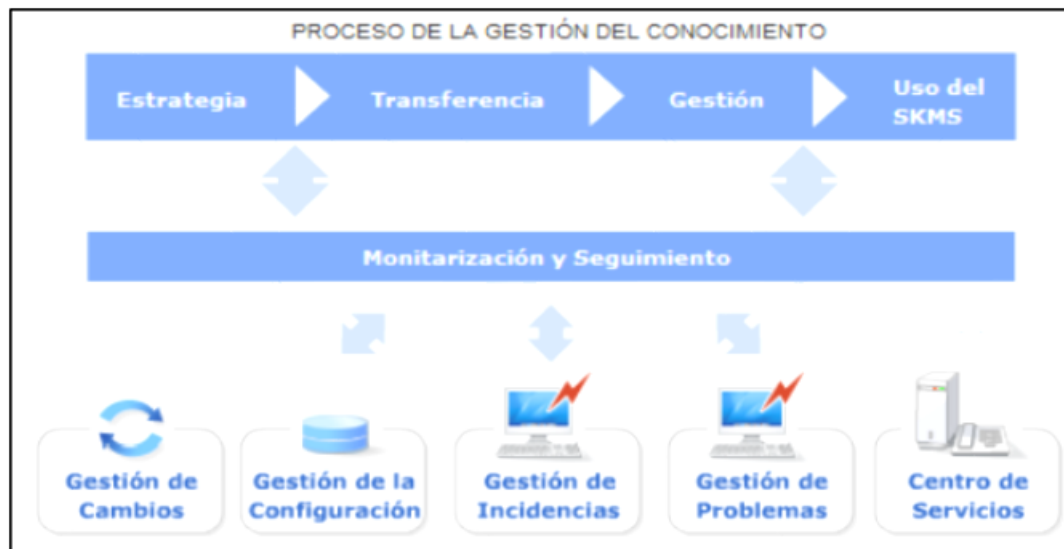 PROCESO DE LA GESTIÓN DEL CONOCIMIENTO
Estrategia
Transferencia
Gestión
Uso del
SKMS
Monitarización y Seguimiento
Gestión de
Cambios
Gestión de la
Configuración
Gestión de
Incidencias
Gestión de
Problemas
Centro de
Servicios